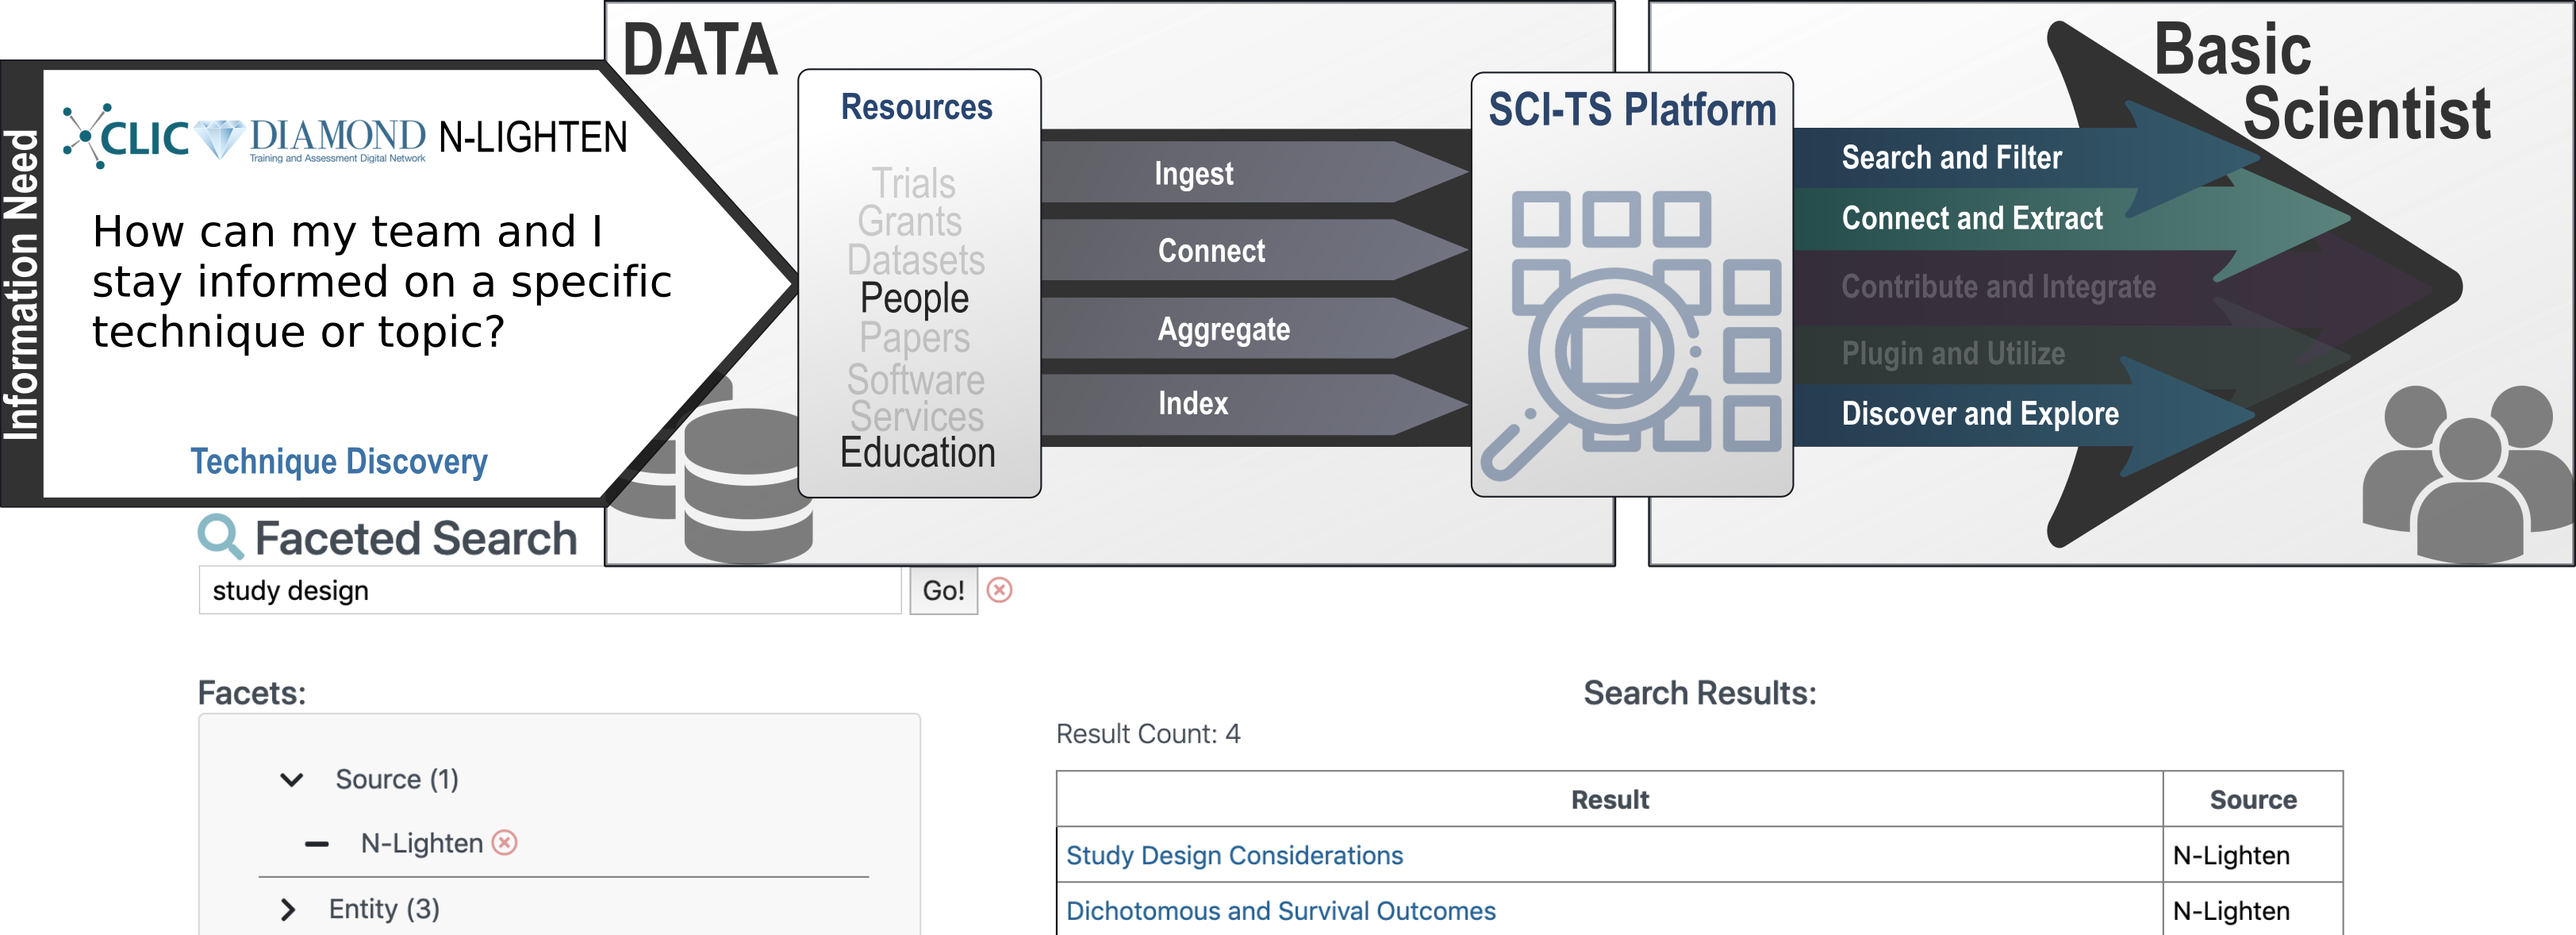 Information Need
CLIC
DIAMOND
Training and Assessment Digital Network
N-LIGHTEN
How can my team and I
stay informed on a specific
technique or topic?
Technique Discovery
DATA
Resources
Trials
Grants
Datasets
People
Papers
Software
Services
Education
Ingest
Connect
Aggregate
Index
SCI-TS Platform
Basic
Scientist
Search and Filter
Connect and Extract
Contribute and Integrate
Plugin and Utilize
Discover and Explore
Faceted Search
study design
Go!
Facets:
Source (1)
N-Lighten
Entity (3)
Search Results:
Result Count: 4
Result Source
Study Design Considerations N-Lighten
Dichotomous and Survival Outcomes N-Lighten